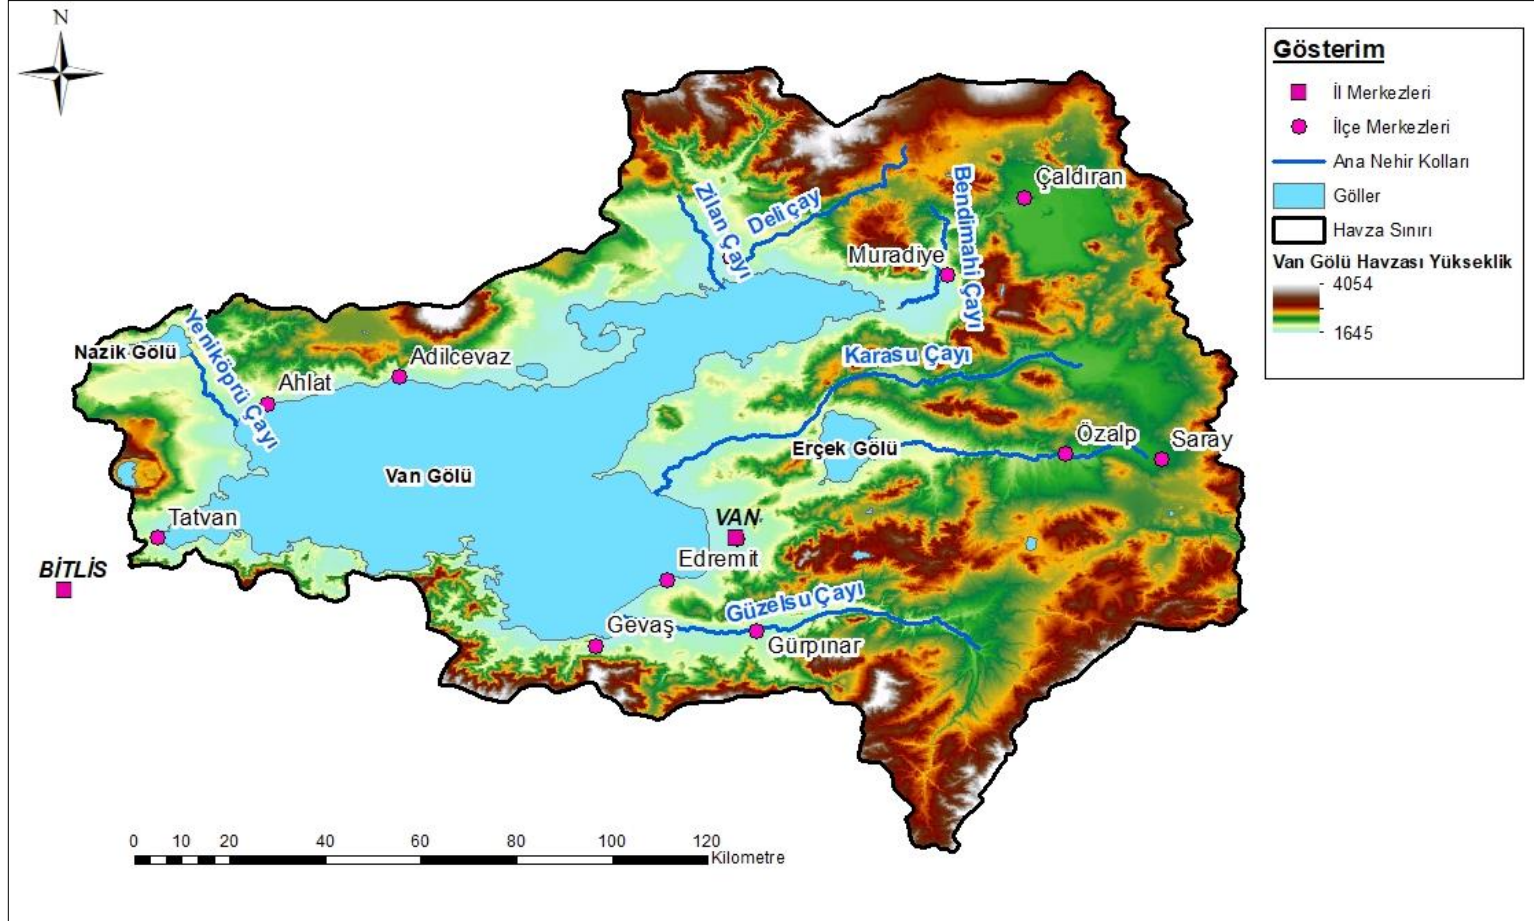 N
Gösterim
İl Merkezleri
İlçe Merkezleri
Ana Nehir Kolları
Göller
Havza Sınırı
Van Gölü Havzası Yükseklik
4054
1645
Zilan Çayı
Deliçay
Bendimahi Çayı
Çaldıran
Muradiye
Yeniköprü Çayı
Nazik Gölü
Adilcevaz
Ahlat
Karasu Çayı
Erçek Gölü
Özalp
Saray
Van Gölü
Tatvan
VAN
BİTLİS
Edremit
Güzelsu Çayı
Gevaş
Gürpınar
0 10 20 40 60 80 100 120
Kilometre